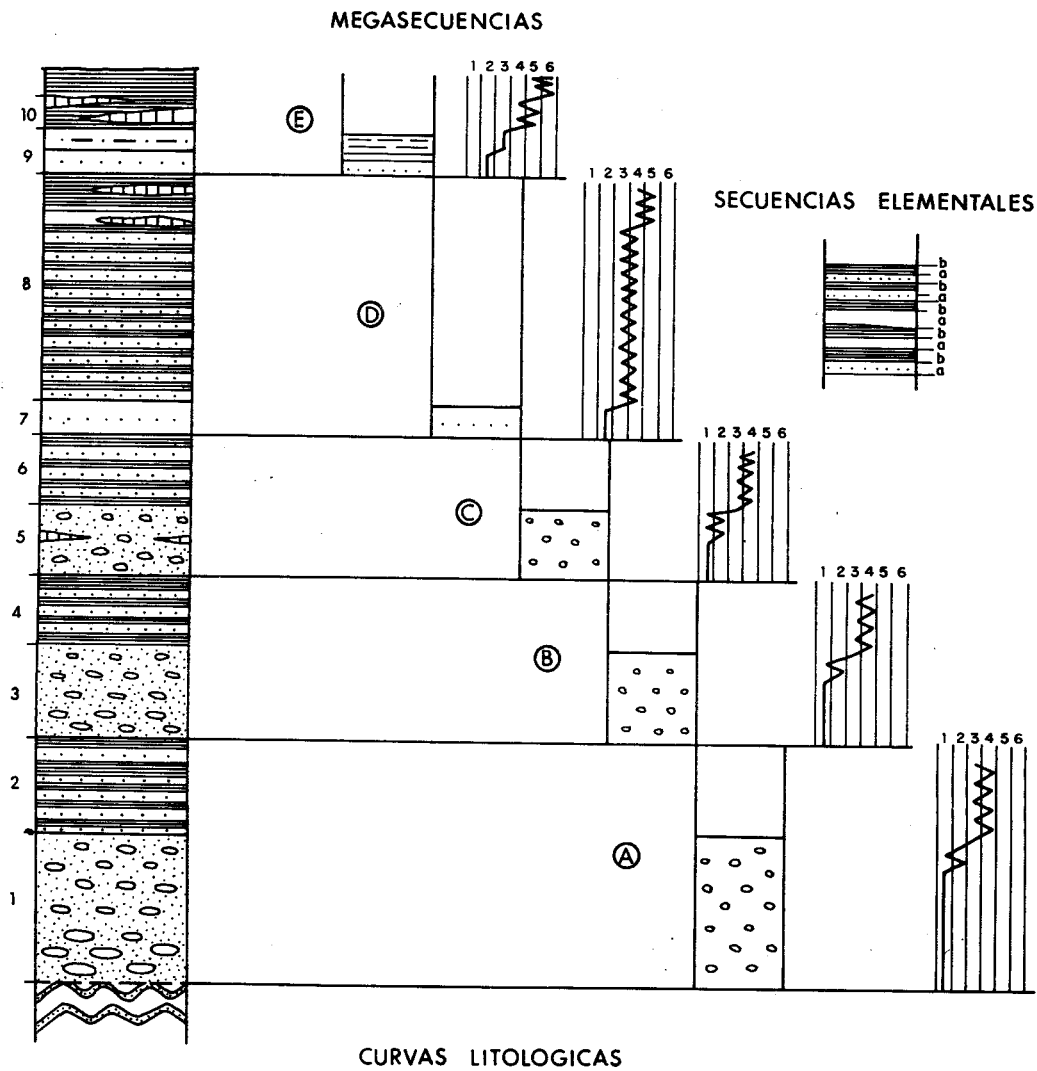 MEGASECUENCIAS
1 2 3 4 5 6
10
E
9
1 2 3 4 5 6
SECUENCIAS ELEMENTALES
b
a
b
a
b
a
b
a
b
a
8
D
7
1 2 3 4 5 6
6
C
5
1 2 3 4 5 6
4
B
3
1 2 3 4 5 6
2
A
1
CURVAS LITOLOGICAS